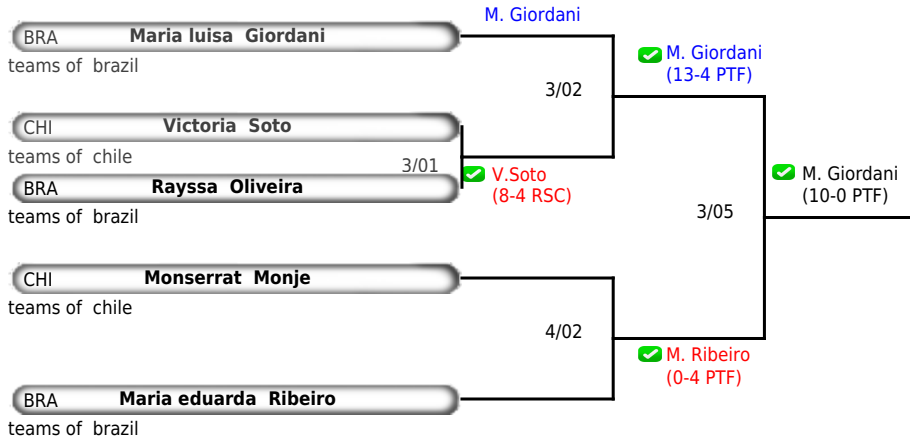 M. Giordani
BRA Maria luisa Giordani
teams of brazil
M. Giordani
(13-4 PTF)
3/02
CHI Victoria Soto
teams of chile
3/01
V.Soto
(8-4 RSC)
BRA Rayssa Oliveira
teams of brazil
M. Giordani
(10-0 PTF)
3/05
CHI Monserrat Monje
teams of chile
4/02
M. Ribeiro
(0-4 PTF)
BRA Maria eduarda Ribeiro
teams of brazil